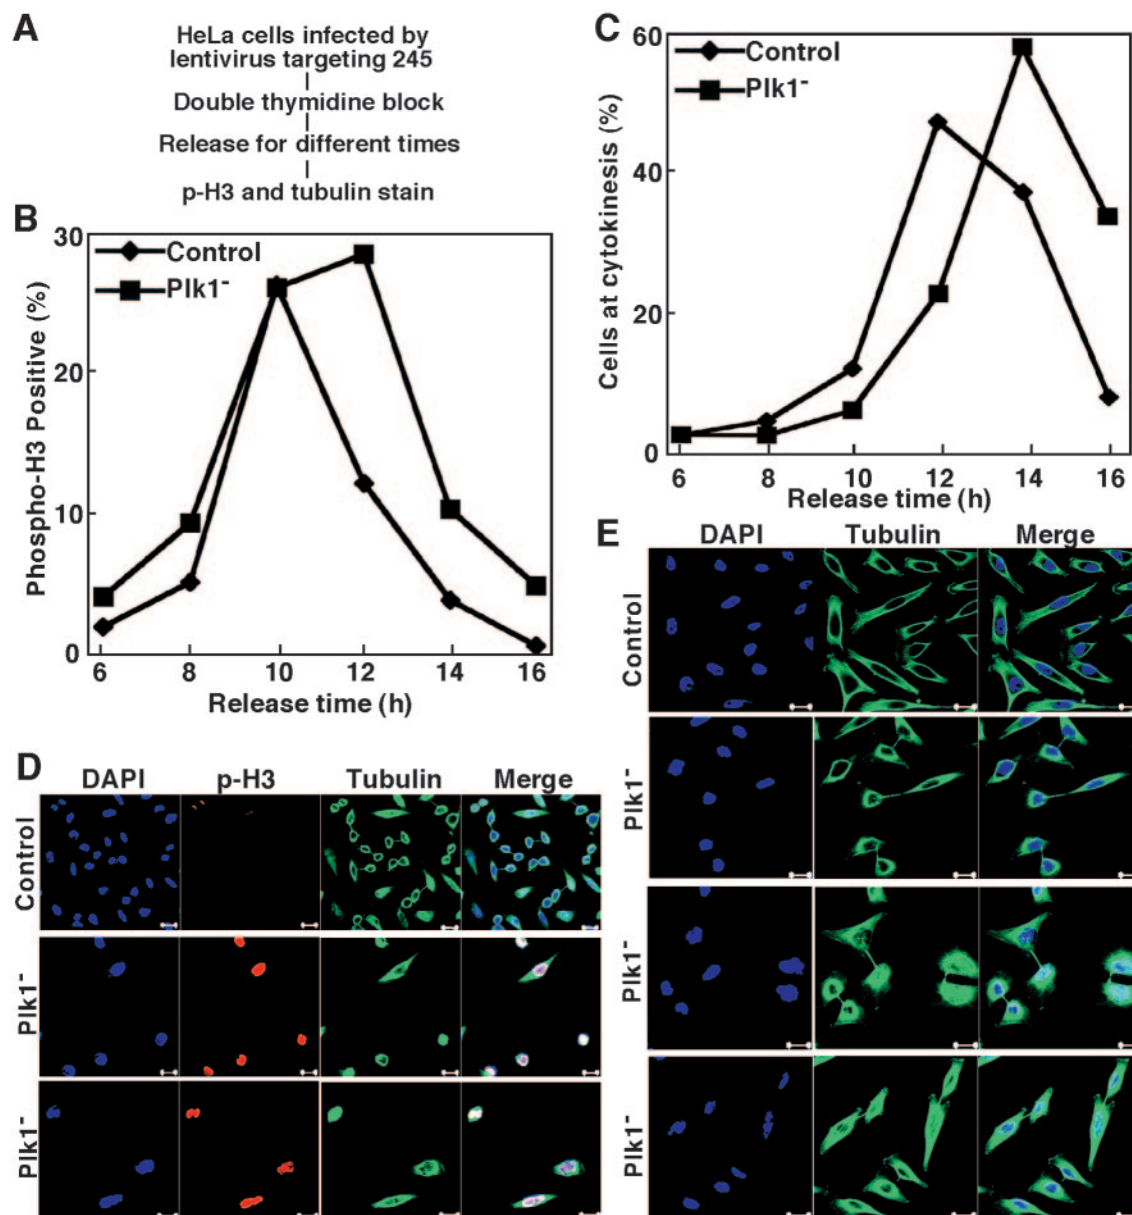 A
HeLa cells infected by
lentivirus targeting 245
Double thymidine block
Release for different times
p-H3 and tubulin stain
B
30
20
10
0
Phospho-H3 Positive (%)
Control
Plk1-
6 8 10 12 14 16
Release time (h)
C
60
40
20
0
Cells at cytokinesis (%)
Control
Plk1-
6 8 10 12 14 16
Release time (h)
D
DAPI p-H3 Tubulin Merge
Control
Plk1-
Plk1-
E
DAPI Tubulin Merge
Control
Plk1-
Plk1-
Plk1-